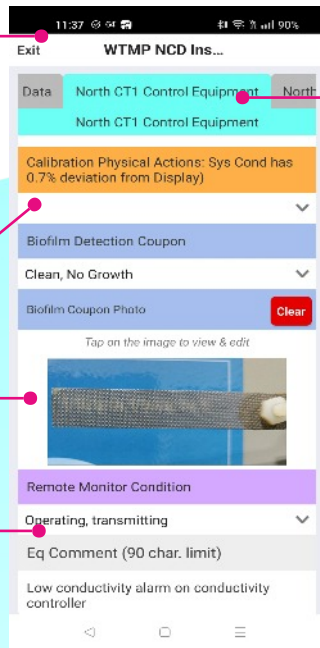 11:37 90%
Exit WTMP NCD Ins...
Data North CT1 Control Equipment North
North CT1 Control Equipment
Calibration Physical Actions: Sys Cond has
0.7% deviation from Display)
Biofilm Detection Coupon
Clean, No Growth
Biofilm Coupon Photo Clear
Tap on the image to view & edit
Remote Monitor Condition
Operating, transmitting
Eq Comment (90 char. limit)
Low conductivity alarm on conductivity
controller